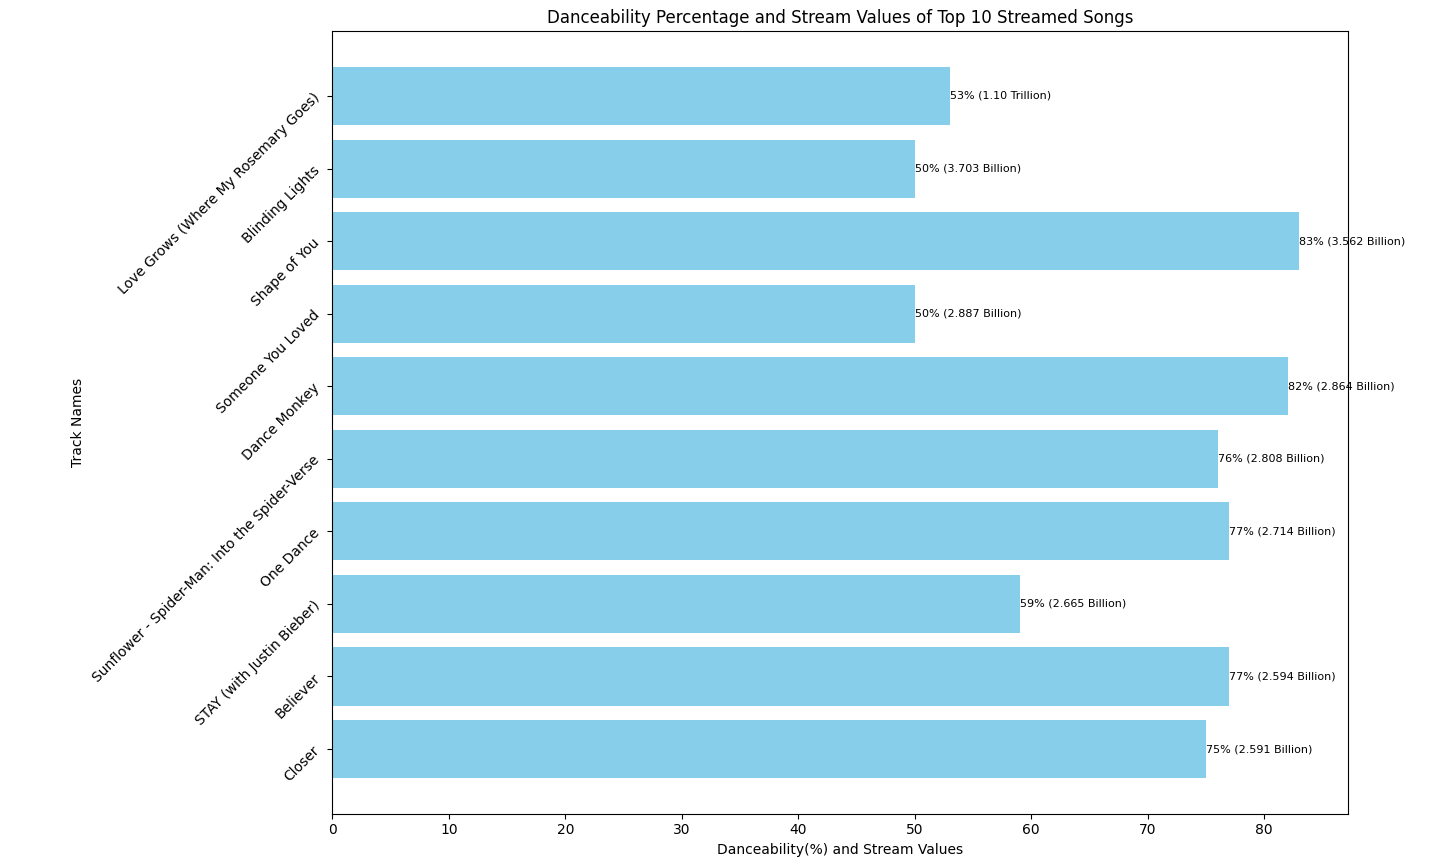 Danceability Percentage and Stream Values of Top 10 Streamed Songs
Track Names
Love Grows (Where My Rosemary Goes)
53% (1.10 Trillion)
Blinding Lights
50% (3.703 Billion)
Shape of You
83% (3.562 Billion)
Someone You Loved
50% (2.887 Billion)
Dance Monkey
82% (2.864 Billion)
Sunflower - Spider-Man: Into the Spider-Verse
76% (2.808 Billion)
One Dance
77% (2.714 Billion)
STAY (with Justin Bieber)
59% (2.665 Billion)
Believer
77% (2.594 Billion)
Closer
75% (2.591 Billion)
0 10 20 30 40 50 60 70 80
Danceability(%) and Stream Values